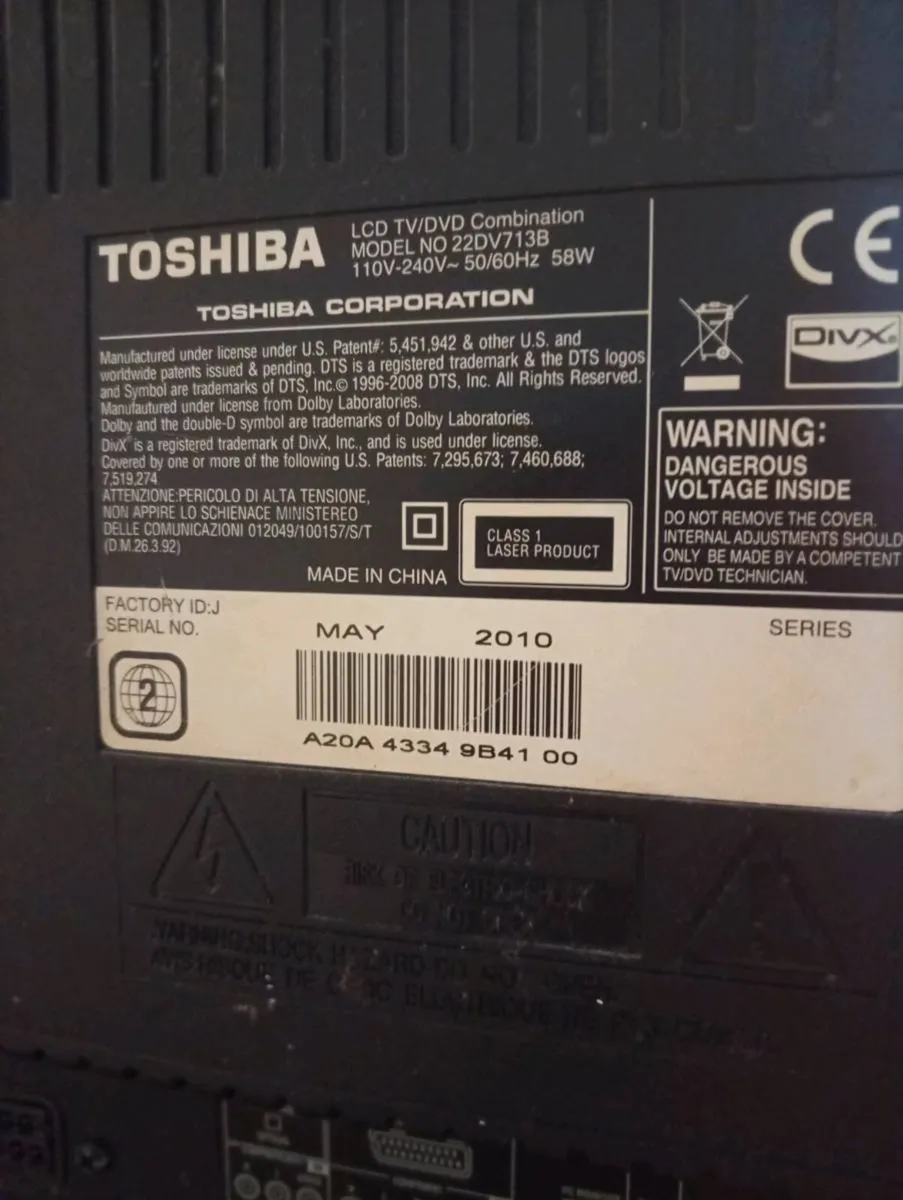 TOSHIBA
LCD TV/DVD Combination
MODEL NO 22DV713B
110V-240V~ 50/60Hz 58W
TOSHIBA CORPORATION
Manufactured under license under U.S. Patent#: 5,451,942 & other U.S. and
worldwide patents issued & pending. DTS is a registered trademark & the DTS logos
and Symbol are trademarks of DTS, Inc.© 1996-2008 DTS, Inc. All Rights Reserved.
Manufautured under license from Dolby Laboratories.
Dolby and the double-D symbol are trademarks of Dolby Laboratories.
DivX® is a registered trademark of DivX, Inc., and is used under license.
Covered by one or more of the following U.S. Patents: 7,295,673; 7,460,688;
7,519,274
ATTENZIONE:PERICOLO DI ALTA TENSIONE,
NON APPIRE LO SCHIENACE MINISTEREO
DELLE COMUNICAZIONI 012049/100157/S/T
(D.M.26.3.92)
CLASS 1
LASER PRODUCT
MADE IN CHINA
CE
DIVX®
WARNING:
DANGEROUS
VOLTAGE INSIDE
DO NOT REMOVE THE COVER.
INTERNAL ADJUSTMENTS SHOULD
ONLY BE MADE BY A COMPETENT
TV/DVD TECHNICIAN.
FACTORY ID:J
SERIAL NO.
MAY 2010
SERIES
2
A20A 4334 9B41 00
CAUTION
RISK OF
WARNING:SHOCK HAZARD-DO NOT OPEN.